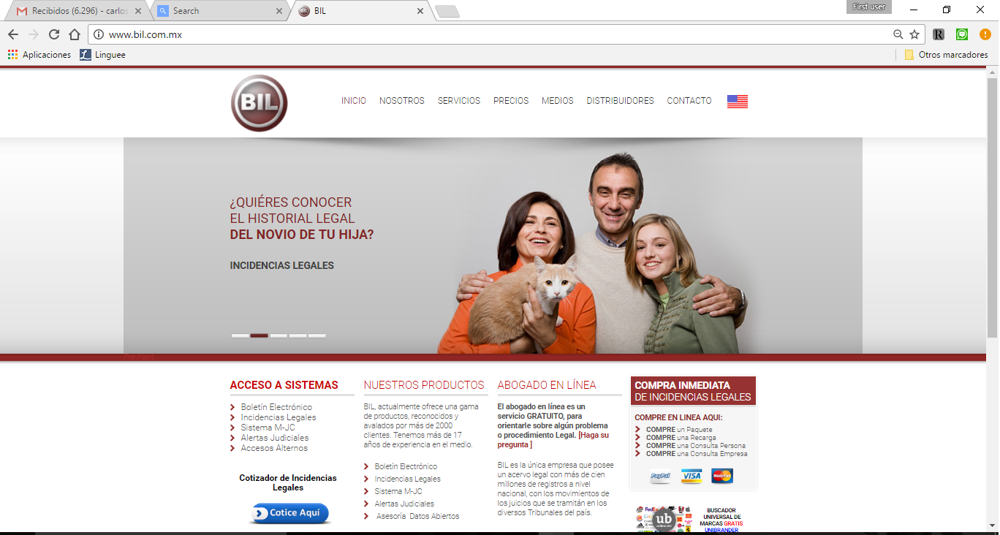 Recibidos (6.296) - carlos
Search
BIL
First user
www.bil.com.mx
R
Aplicaciones
Linguee
Otros marcadores
BIL
INICIO NOSOTROS SERVICIOS PRECIOS MEDIOS DISTRIBUIDORES CONTACTO
¿QUIÉRES CONOCER
EL HISTORIAL LEGAL
DEL NOVIO DE TU HIJA?
INCIDENCIAS LEGALES
ACCESO A SISTEMAS
Boletín Electrónico
Incidencias Legales
Sistema M-JC
Alertas Judiciales
Accesos Alternos
Cotizador de Incidencias
Legales
Cotice Aquí
NUESTROS PRODUCTOS
BIL, actualmente ofrece una gama
de productos, reconocidos y
avalados por más de 2000
clientes. Tenemos más de 17
años de experiencia en el medio.
Boletín Electrónico
Incidencias Legales
Sistema M-JC
Alertas Judiciales
Asesoría Datos Abiertos
ABOGADO EN LÍNEA
El abogado en línea es un
servicio GRATUITO, para
orientarle sobre algún problema
o procedimiento Legal. [Haga su
pregunta ]
BIL es la única empresa que posee
un acervo legal con más de cien
millones de registros a nivel
nacional, con los movimientos de
los juicios que se tramitán en los
diversos Tribunales del país.
COMPRA INMEDIATA
DE INCIDENCIAS LEGALES
COMPRE EN LINEA AQUI:
COMPRE un Paquete
COMPRE una Recarga
COMPRE una Consulta Persona
COMPRE una Consulta Empresa
PayPal VISA MasterCard
FedEx
ub
unibrander
BUSCADOR
UNIVERSAL DE
MARCAS GRATIS
UNIBRANDER